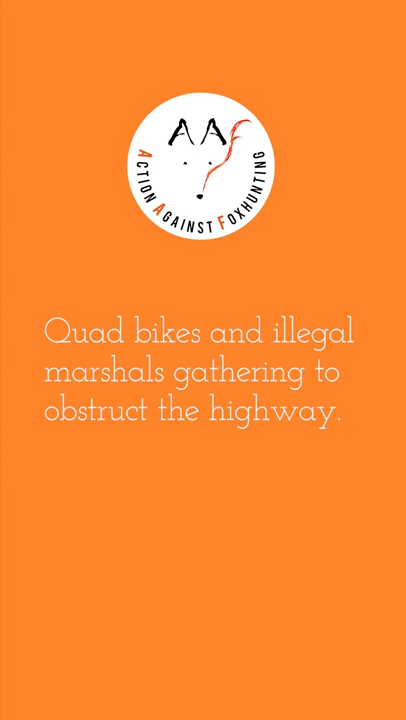 AA
ACTION AGAINST FOXHUNTING
Quad bikes and illegal
marshals gathering to
obstruct the highway.